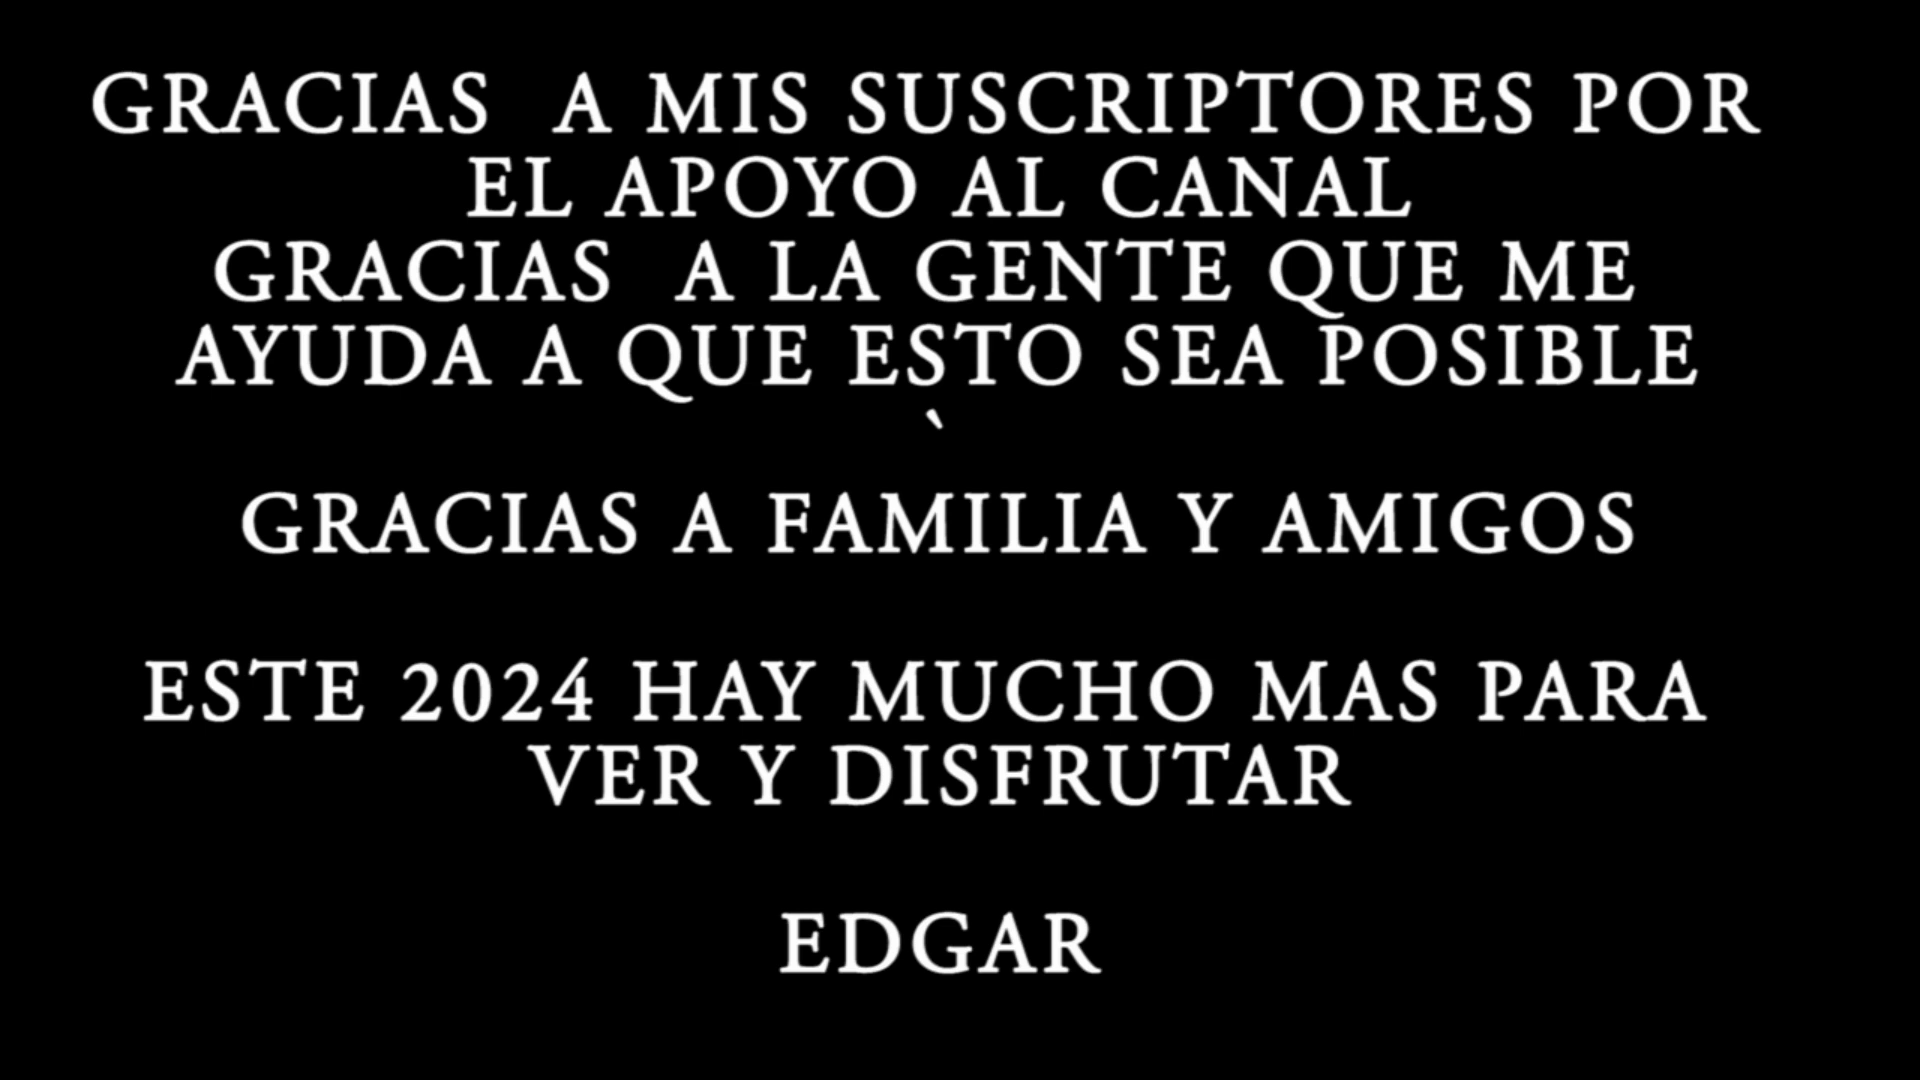 GRACIAS  A MIS SUSCRIPTORES POR
EL APOYO AL CANAL
GRACIAS  A LA GENTE QUE ME
AYUDA A QUE ESTO SEA POSIBLE
`
GRACIAS A FAMILIA Y AMIGOS
ESTE 2024 HAY MUCHO MAS PARA
VER Y DISFRUTAR
EDGAR